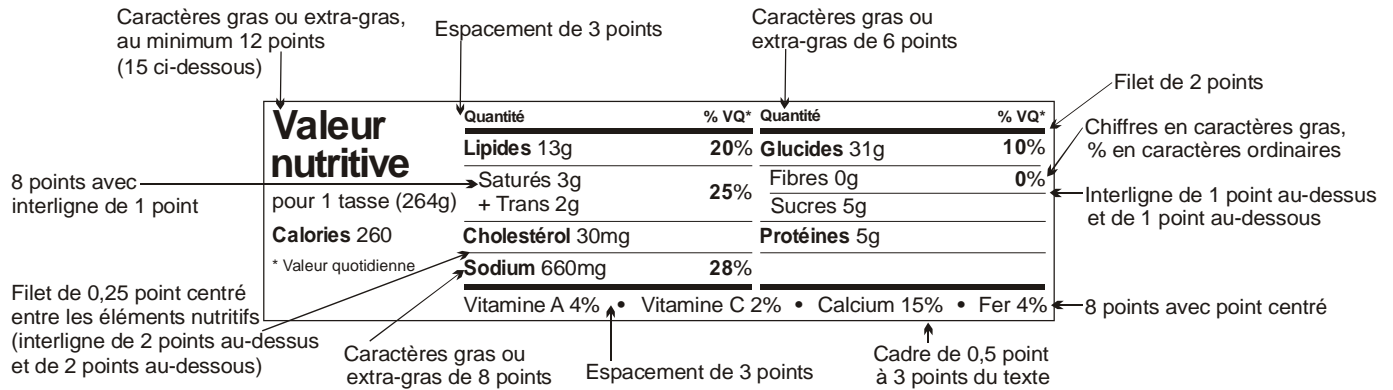 Caractères gras ou extra-gras,
au minimum 12 points
(15 ci-dessous)
Espacement de 3 points
Caractères gras ou
extra-gras de 6 points
Filet de 2 points
Chiffres en caractères gras,
% en caractères ordinaires
Interligne de 1 point au-dessus
et de 1 point au-dessous
8 points avec
interligne de 1 point
Valeur
nutritive
pour 1 tasse (264g)
Calories 260
* Valeur quotidienne
Quantité % VQ*
Lipides 13g 20%
Saturés 3g
+ Trans 2g 25%
Cholestérol 30mg
Sodium 660mg 28%
Quantité % VQ*
Glucides 31g 10%
Fibres 0g 0%
Sucres 5g
Protéines 5g
Vitamine A 4% • Vitamine C 2% • Calcium 15% • Fer 4%
8 points avec point centré
Filet de 0,25 point centré
entre les éléments nutritifs
(interligne de 2 points au-dessus
et de 2 points au-dessous)
Caractères gras ou
extra-gras de 8 points
Espacement de 3 points
Cadre de 0,5 point
à 3 points du texte